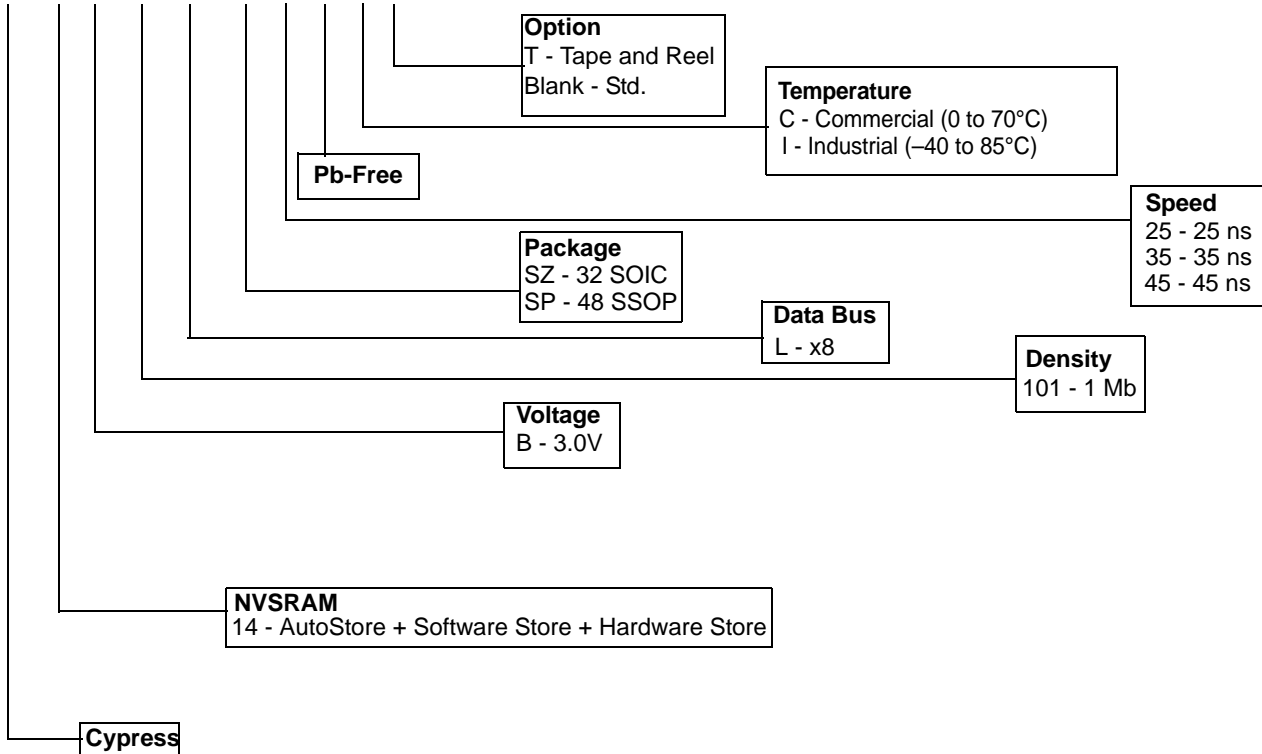 Option
T - Tape and Reel
Blank - Std.
Temperature
C - Commercial (0 to 70°C)
I - Industrial (–40 to 85°C)
Pb-Free
Speed
25 - 25 ns
35 - 35 ns
45 - 45 ns
Package
SZ - 32 SOIC
SP - 48 SSOP
Data Bus
L - x8
Density
101 - 1 Mb
Voltage
B - 3.0V
NVSRAM
14 - AutoStore + Software Store + Hardware Store
Cypress